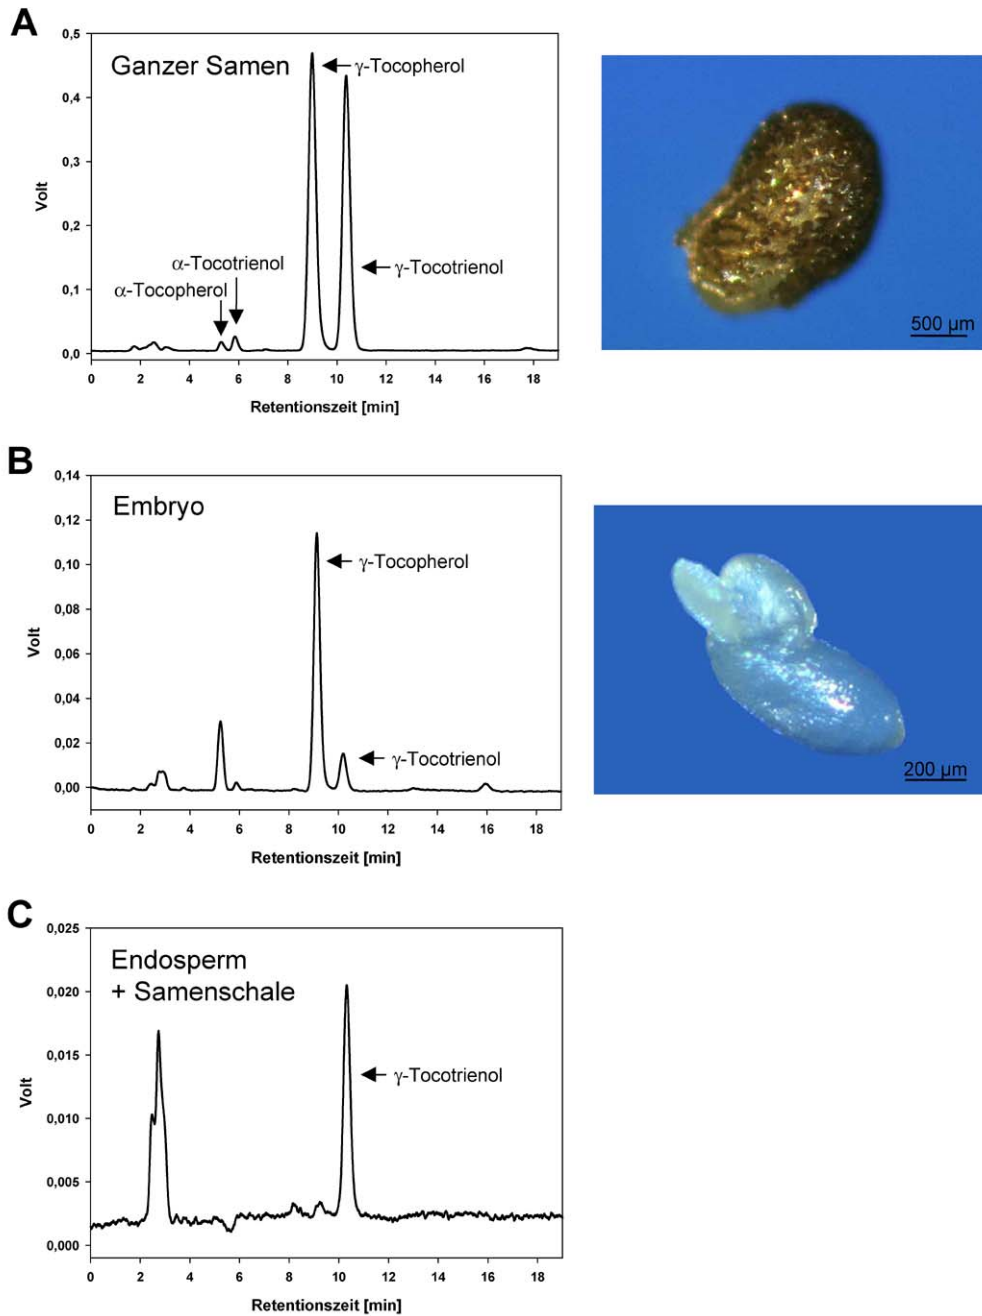 A
Ganzer Samen
γ-Tocopherol
α-Tocotrienol
α-Tocopherol
γ-Tocotrienol
Volt
0,5
0,4
0,3
0,2
0,1
0,0
0 2 4 6 8 10 12 14 16 18
Retentionszeit [min]
500 µm
B
Embryo
γ-Tocopherol
γ-Tocotrienol
Volt
0,14
0,12
0,10
0,08
0,06
0,04
0,02
0,00
0 2 4 6 8 10 12 14 16 18
Retentionszeit [min]
200 µm
C
Endosperm
+ Samenschale
γ-Tocotrienol
Volt
0,025
0,020
0,015
0,010
0,005
0,000
0 2 4 6 8 10 12 14 16 18
Retentionszeit [min]